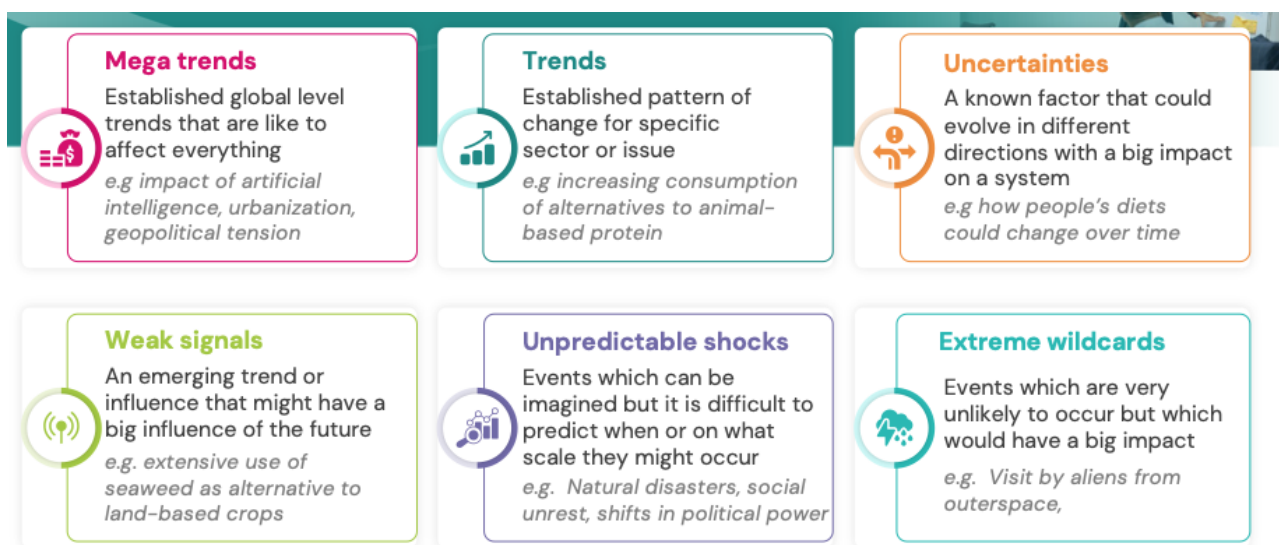 Mega trends
Established global level
trends that are like to
affect everything
e.g impact of artificial
intelligence, urbanization,
geopolitical tension
Trends
Established pattern of
change for specific
sector or issue
e.g increasing consumption
of alternatives to animal-
based protein
Uncertainties
A known factor that could
evolve in different
directions with a big impact
on a system
e.g how people's diets
could change over time
Weak signals
An emerging trend or
influence that might have a
big influence of the future
e.g. extensive use of
seaweed as alternative to
land-based crops
Unpredictable shocks
Events which can be
imagined but it is difficult to
predict when or on what
scale they might occur
e.g. Natural disasters, social
unrest, shifts in political power
Extreme wildcards
Events which are very
unlikely to occur but which
would have a big impact
e.g. Visit by aliens from
outerspace,